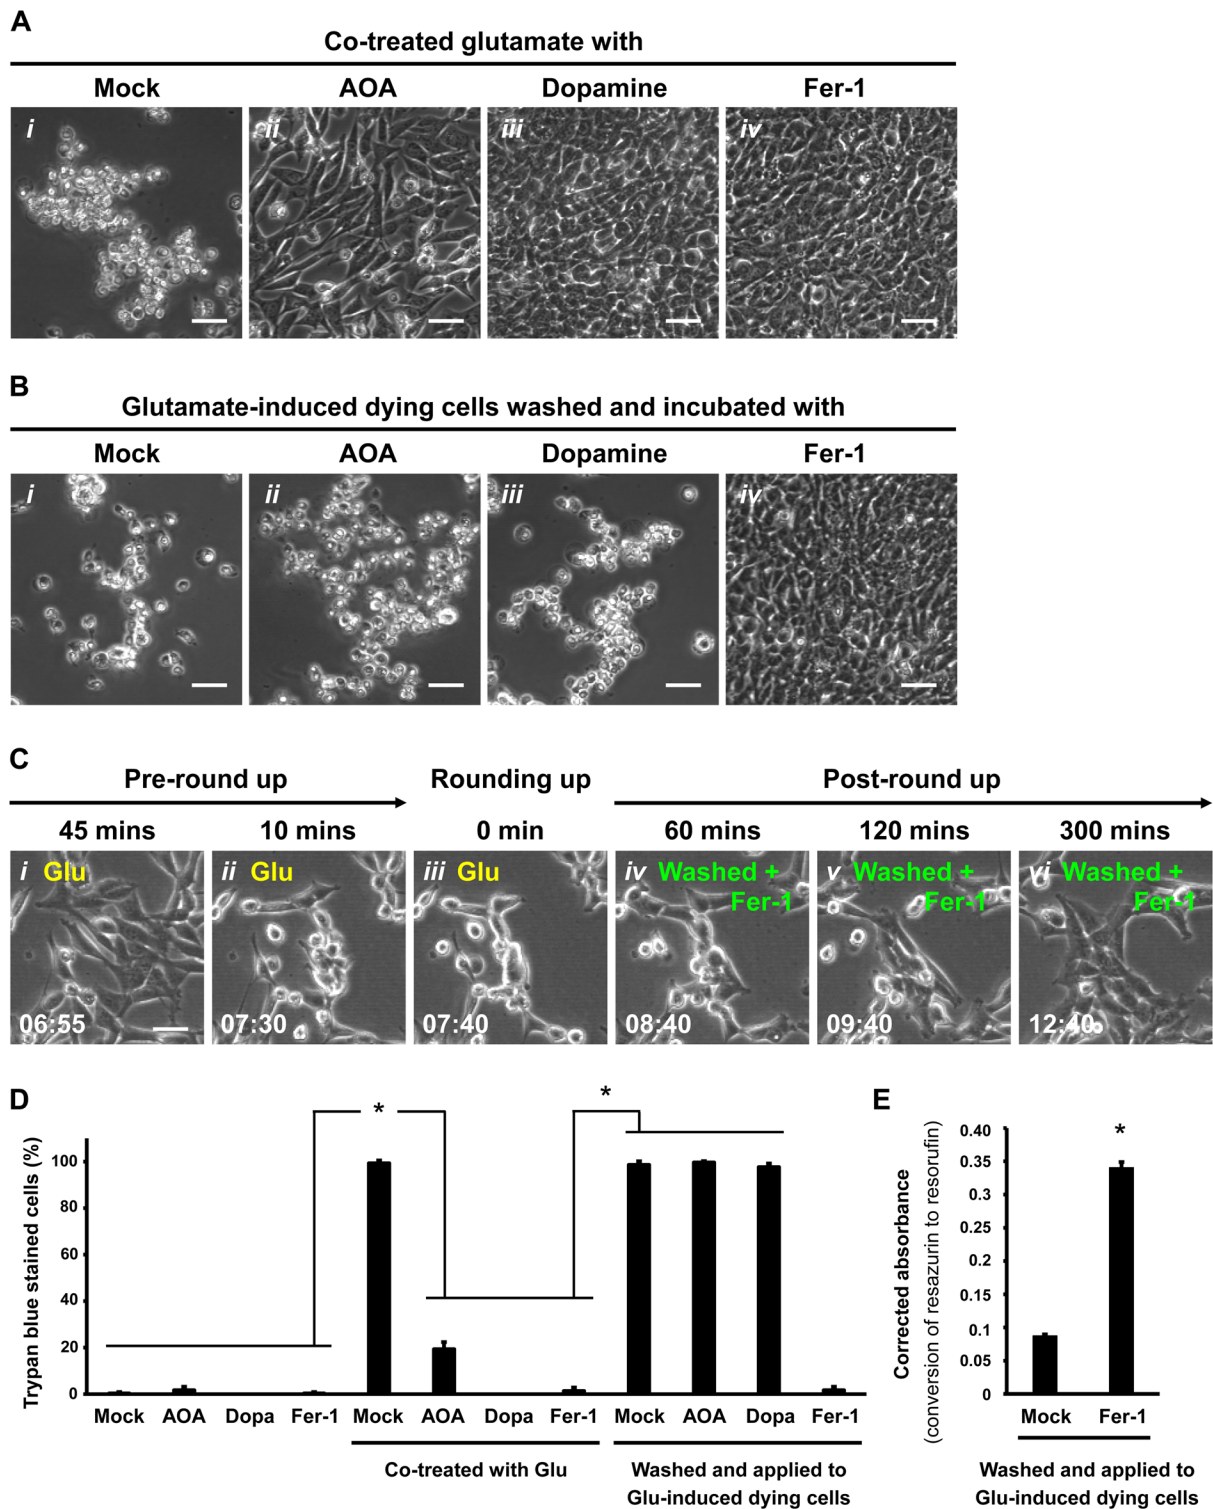 A
Co-treated glutamate with
Mock AOA Dopamine Fer-1
i ii iii iv
B
Glutamate-induced dying cells washed and incubated with
Mock AOA Dopamine Fer-1
i ii iii iv
C
Pre-round up Rounding up Post-round up
45 mins 10 mins 0 min 60 mins 120 mins 300 mins
i Glu ii Glu iii Glu iv Washed + v Washed + vi Washed +
Fer-1 Fer-1 Fer-1
06:55 07:30 07:40 08:40 09:40 12:40
D
Trypan blue stained cells (%)
100
80
60
40
20
0
* *
Mock AOA Dopa Fer-1 Mock AOA Dopa Fer-1 Mock AOA Dopa Fer-1
Co-treated with Glu
Washed and applied to
Glu-induced dying cells
E
Corrected absorbance
(conversion of resazurin to resorufin)
0.40
0.35
0.3
0.25
0.2
0.15
0.1
0.05
0
*
Mock Fer-1
Washed and applied to
Glu-induced dying cells